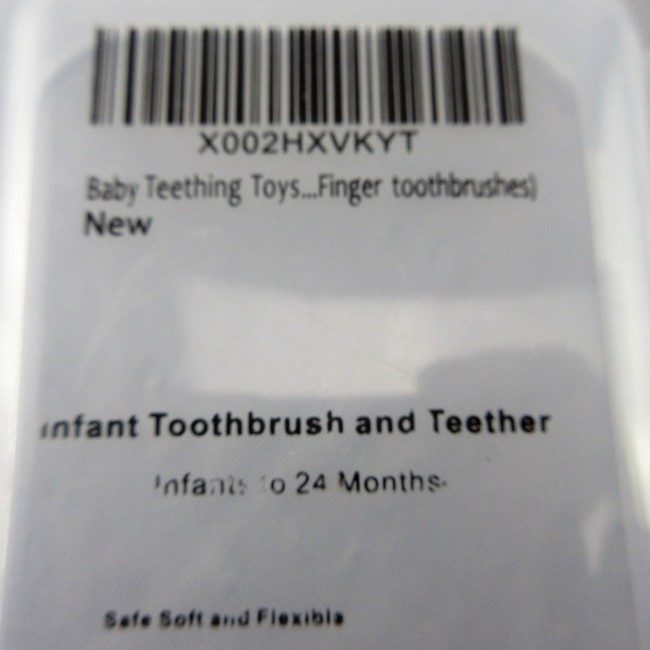 X002HXVKYT
Baby Teething Toys...Finger toothbrushes)
New
Infant Toothbrush and Teether
Infants to 24 Months
Safe Soft and Flexible